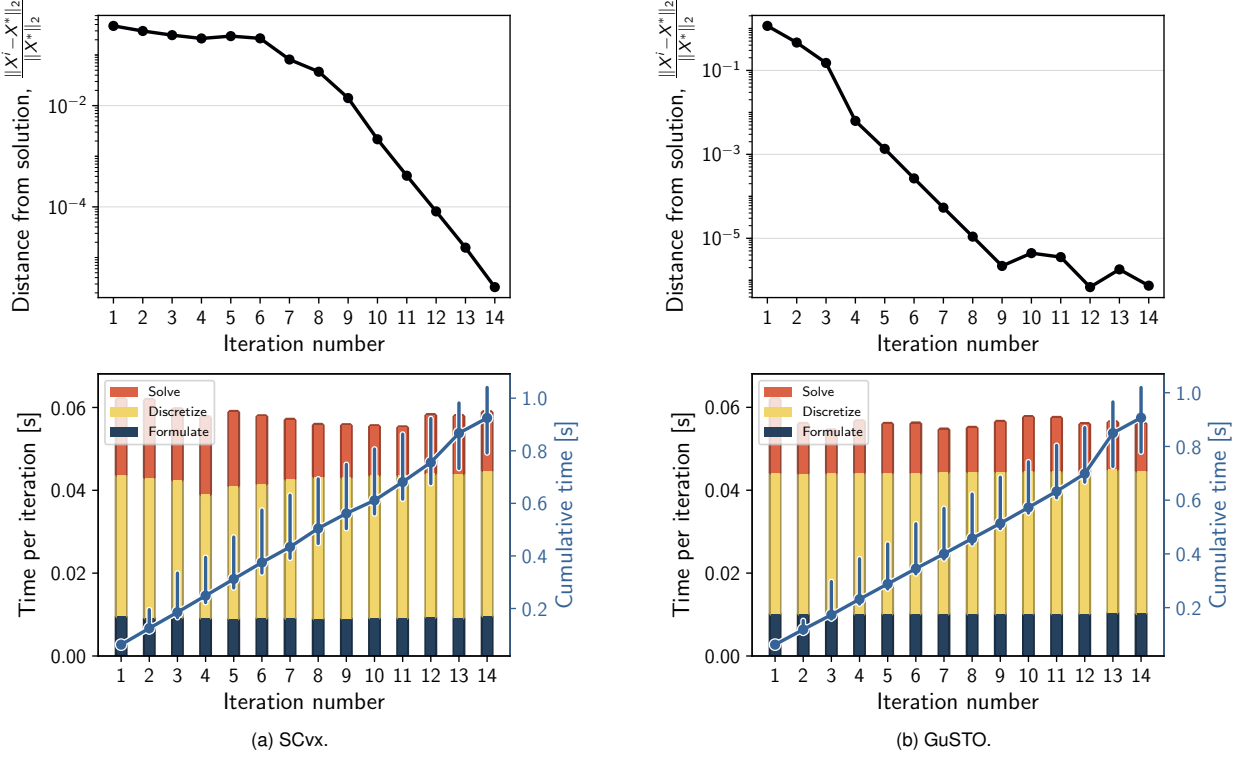 Distance from solution, ‖Xⁱ−X*‖₂ / ‖X*‖₂
10⁻²
10⁻⁴
1 2 3 4 5 6 7 8 9 10 11 12 13 14
Iteration number
Distance from solution, ‖Xⁱ−X*‖₂ / ‖X*‖₂
10⁻¹
10⁻³
10⁻⁵
1 2 3 4 5 6 7 8 9 10 11 12 13 14
Iteration number
Time per iteration [s]
0.06
0.04
0.02
0.00
Solve
Discretize
Formulate
1.0
0.8
0.6
0.4
0.2
Cumulative time [s]
1 2 3 4 5 6 7 8 9 10 11 12 13 14
Iteration number
(a) SCvx.
Time per iteration [s]
0.06
0.04
0.02
0.00
Solve
Discretize
Formulate
1.0
0.8
0.6
0.4
0.2
Cumulative time [s]
1 2 3 4 5 6 7 8 9 10 11 12 13 14
Iteration number
(b) GuSTO.